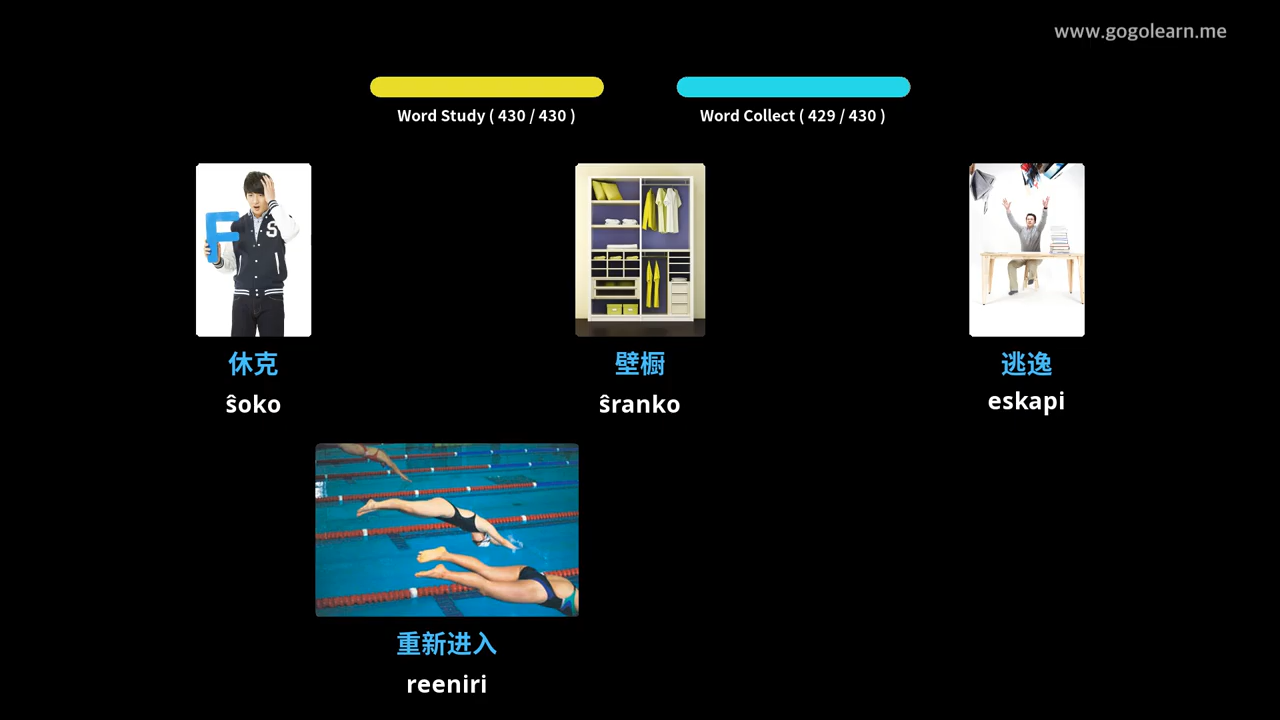 www.gogolearn.me
Word Study ( 430 / 430 )
Word Collect ( 429 / 430 )
F
S
休克
ŝoko
壁橱
ŝranko
逃逸
eskapi
重新进入
reeniri